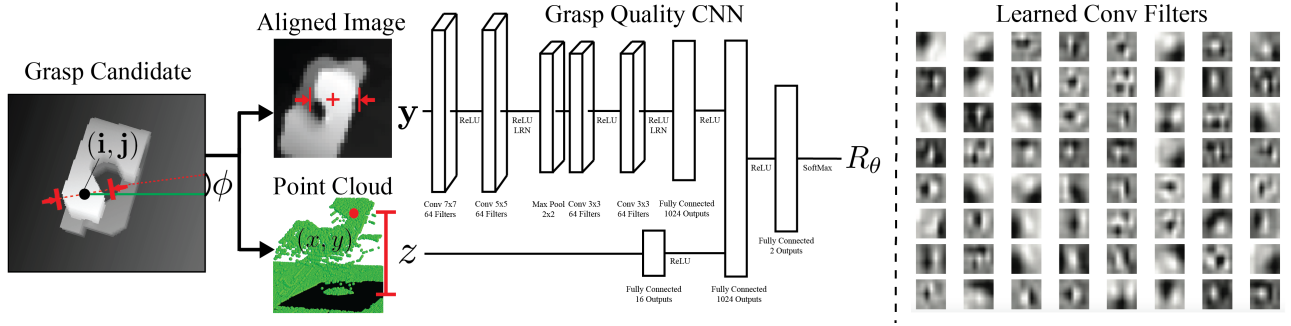 Grasp Candidate
(i, j)
ϕ
Aligned Image
Point Cloud
(x, y)
z
Grasp Quality CNN
y
ReLU
ReLU
LRN
ReLU
ReLU
LRN
ReLU
ReLU
SoftMax
R_θ
Conv 7x7
64 Filters
Conv 5x5
64 Filters
Max Pool
2x2
Conv 3x3
64 Filters
Conv 3x3
64 Filters
Fully Connected
1024 Outputs
Fully Connected
2 Outputs
ReLU
Fully Connected
16 Outputs
Fully Connected
1024 Outputs
Learned Conv Filters